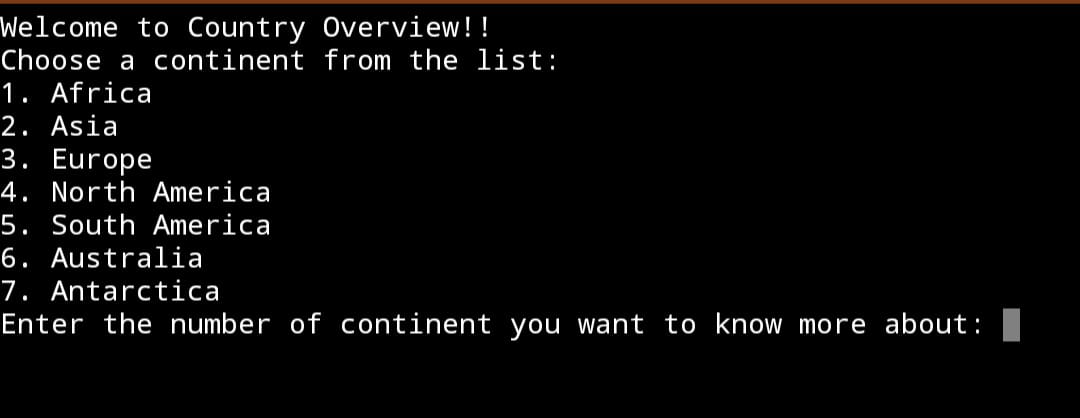 Welcome to Country Overview!!
Choose a continent from the list:
1. Africa
2. Asia
3. Europe
4. North America
5. South America
6. Australia
7. Antarctica
Enter the number of continent you want to know more about: